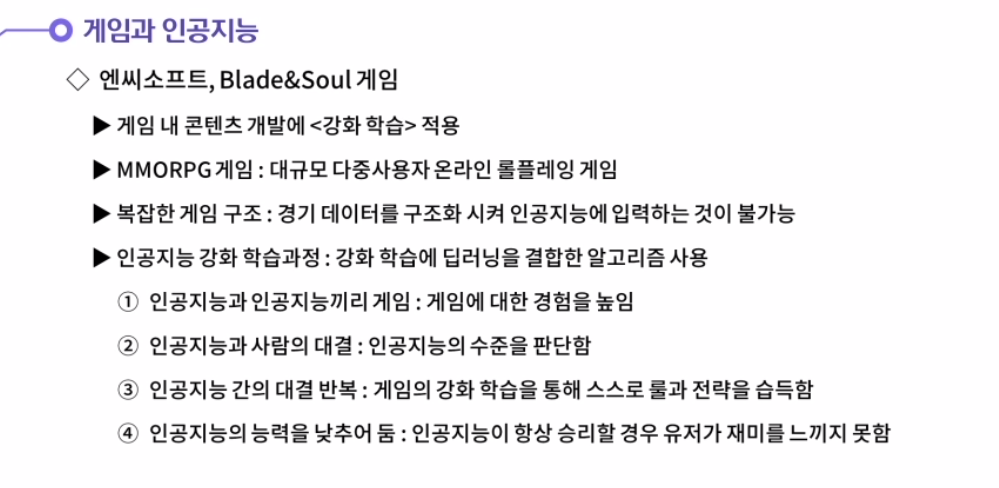 게임과 인공지능
◇ 엔씨소프트, Blade&Soul 게임
▶ 게임 내 콘텐츠 개발에 <강화 학습> 적용
▶ MMORPG 게임 : 대규모 다중사용자 온라인 롤플레잉 게임
▶ 복잡한 게임 구조 : 경기 데이터를 구조화 시켜 인공지능에 입력하는 것이 불가능
▶ 인공지능 강화 학습과정 : 강화 학습에 딥러닝을 결합한 알고리즘 사용
① 인공지능과 인공지능끼리 게임 : 게임에 대한 경험을 높임
② 인공지능과 사람의 대결 : 인공지능의 수준을 판단함
③ 인공지능 간의 대결 반복 : 게임의 강화 학습을 통해 스스로 룰과 전략을 습득함
④ 인공지능의 능력을 낮추어 둠 : 인공지능이 항상 승리할 경우 유저가 재미를 느끼지 못함